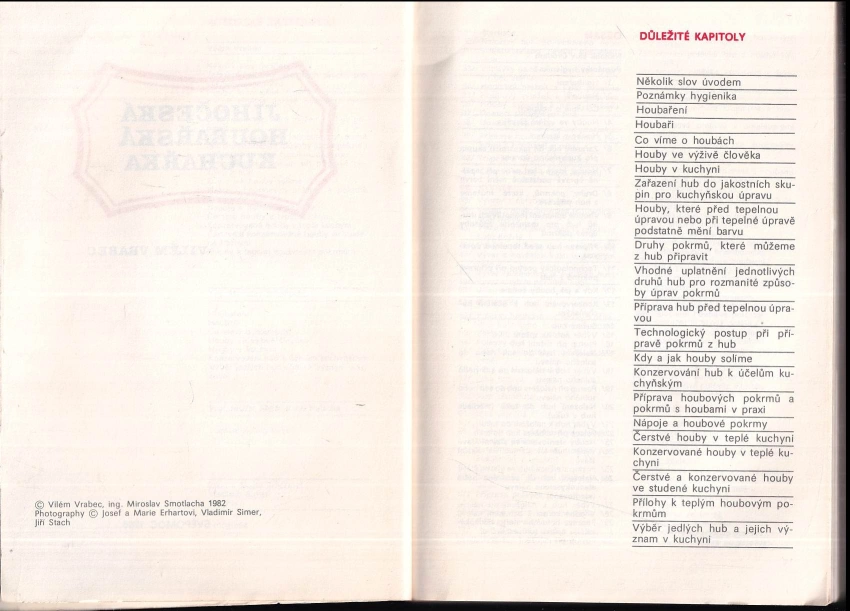 © Vilém Vrabec, ing. Miroslav Smotlacha 1982
Photography © Josef a Marie Erhartovi, Vladimír Simer,
Jiří Stach
DŮLEŽITÉ KAPITOLY
Několik slov úvodem
Poznámky hygienika
Houbaření
Houbaři
Co víme o houbách
Houby ve výživě člověka
Houby v kuchyni
Zařazení hub do jakostních sku-
pin pro kuchyňskou úpravu
Houby, které před tepelnou
úpravou nebo při tepelné úpravě
podstatně mění barvu
Druhy pokrmů, které můžeme
z hub připravit
Vhodné uplatnění jednotlivých
druhů hub pro rozmanité způso-
by úprav pokrmů
Příprava hub před tepelnou úpra-
vou
Technologický postup při pří-
pravě pokrmů z hub
Kdy a jak houby solíme
Konzervování hub k účelům ku-
chyňským
Příprava houbových pokrmů a
pokrmů s houbami v praxi
Nápoje a houbové pokrmy
Čerstvé houby v teplé kuchyni
Konzervované houby v teplé ku-
chyni
Čerstvé a konzervované houby
ve studené kuchyni
Přílohy k teplým houbovým po-
krmům
Výběr jedlých hub a jejich vý-
znam v kuchyni
JIHOČESKÁ
HOUBAŘSKÁ
KUCHAŘKA
VILÉM VRABEC